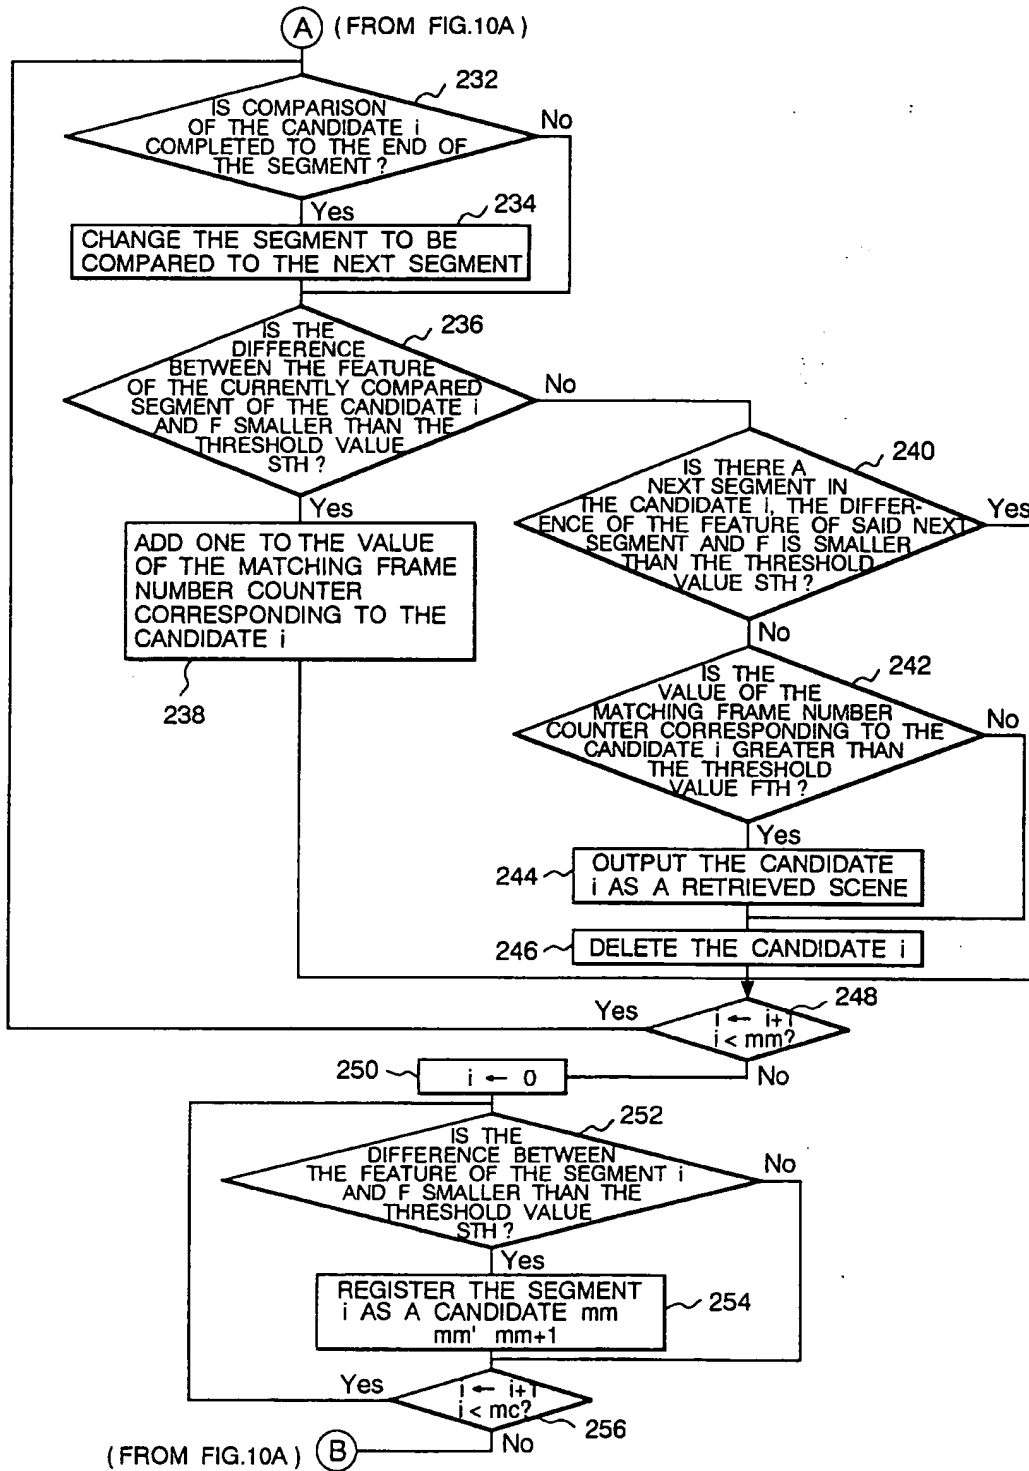 A (FROM FIG.10A)
232
IS COMPARISON
OF THE CANDIDATE i
COMPLETED TO THE END OF
THE SEGMENT?
No
Yes
234
CHANGE THE SEGMENT TO BE
COMPARED TO THE NEXT SEGMENT
236
IS THE
DIFFERENCE
BETWEEN THE FEATURE
OF THE CURRENTLY COMPARED
SEGMENT OF THE CANDIDATE i
AND F SMALLER THAN THE
THRESHOLD VALUE
STH?
No
Yes
ADD ONE TO THE VALUE
OF THE MATCHING FRAME
NUMBER COUNTER
CORRESPONDING TO THE
CANDIDATE i
238
240
IS THERE A
NEXT SEGMENT IN
THE CANDIDATE i, THE DIFFER-
ENCE OF THE FEATURE OF SAID NEXT
SEGMENT AND F IS SMALLER
THAN THE THRESHOLD
VALUE STH?
Yes
No
242
IS THE
VALUE OF THE
MATCHING FRAME NUMBER
COUNTER CORRESPONDING TO THE
CANDIDATE i GREATER THAN
THE THRESHOLD
VALUE FTH?
No
Yes
244
OUTPUT THE CANDIDATE
i AS A RETRIEVED SCENE
246
DELETE THE CANDIDATE i
248
i ← i+1
i < mm?
Yes
No
250
i ← 0
252
IS THE
DIFFERENCE BETWEEN
THE FEATURE OF THE SEGMENT i
AND F SMALLER THAN THE
THRESHOLD VALUE
STH?
No
Yes
REGISTER THE SEGMENT
i AS A CANDIDATE mm
mm' mm+1
254
i ← i+1
i < mc?
Yes
256
No
(FROM FIG.10A) B